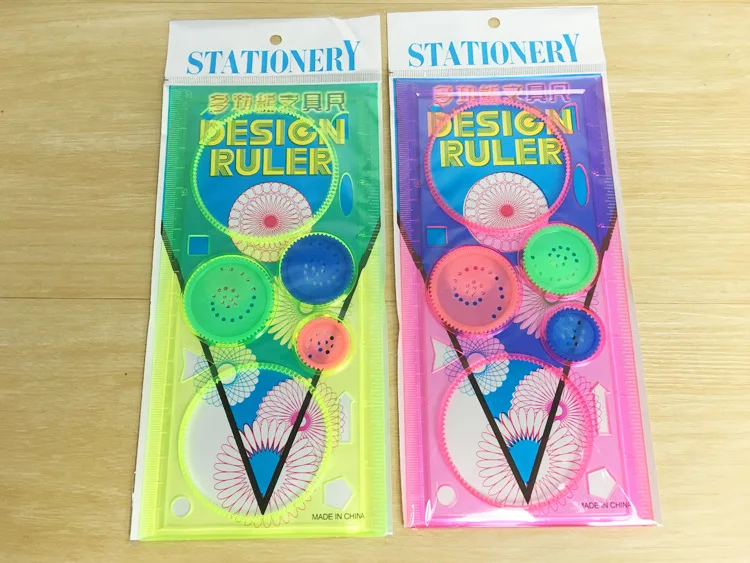 STATIONERY
多功能文具尺
DESIGN
RULER
MADE IN CHINA
STATIONERY
多功能文具尺
DESIGN
RULER
MADE IN CHINA